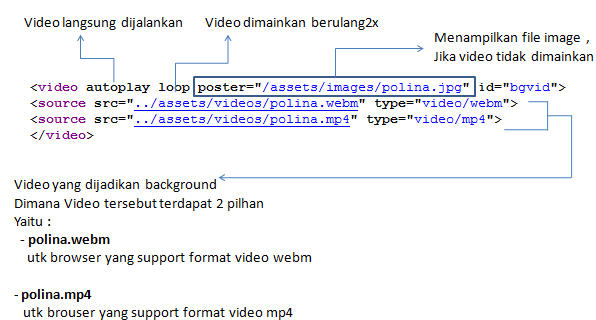 Video langsung dijalankan
Video dimainkan berulang2x
Menampilkan file image ,
Jika video tidak dimainkan
<video autoplay loop poster="/assets/images/polina.jpg" id="bgvid">
<source src="../assets/videos/polina.webm" type="video/webm">
<source src="../assets/videos/polina.mp4" type="video/mp4">
</video>
Video yang dijadikan background
Dimana Video tersebut terdapat 2 pilhan
Yaitu :
- polina.webm
utk browser yang support format video webm
- polina.mp4
utk brouser yang support format video mp4